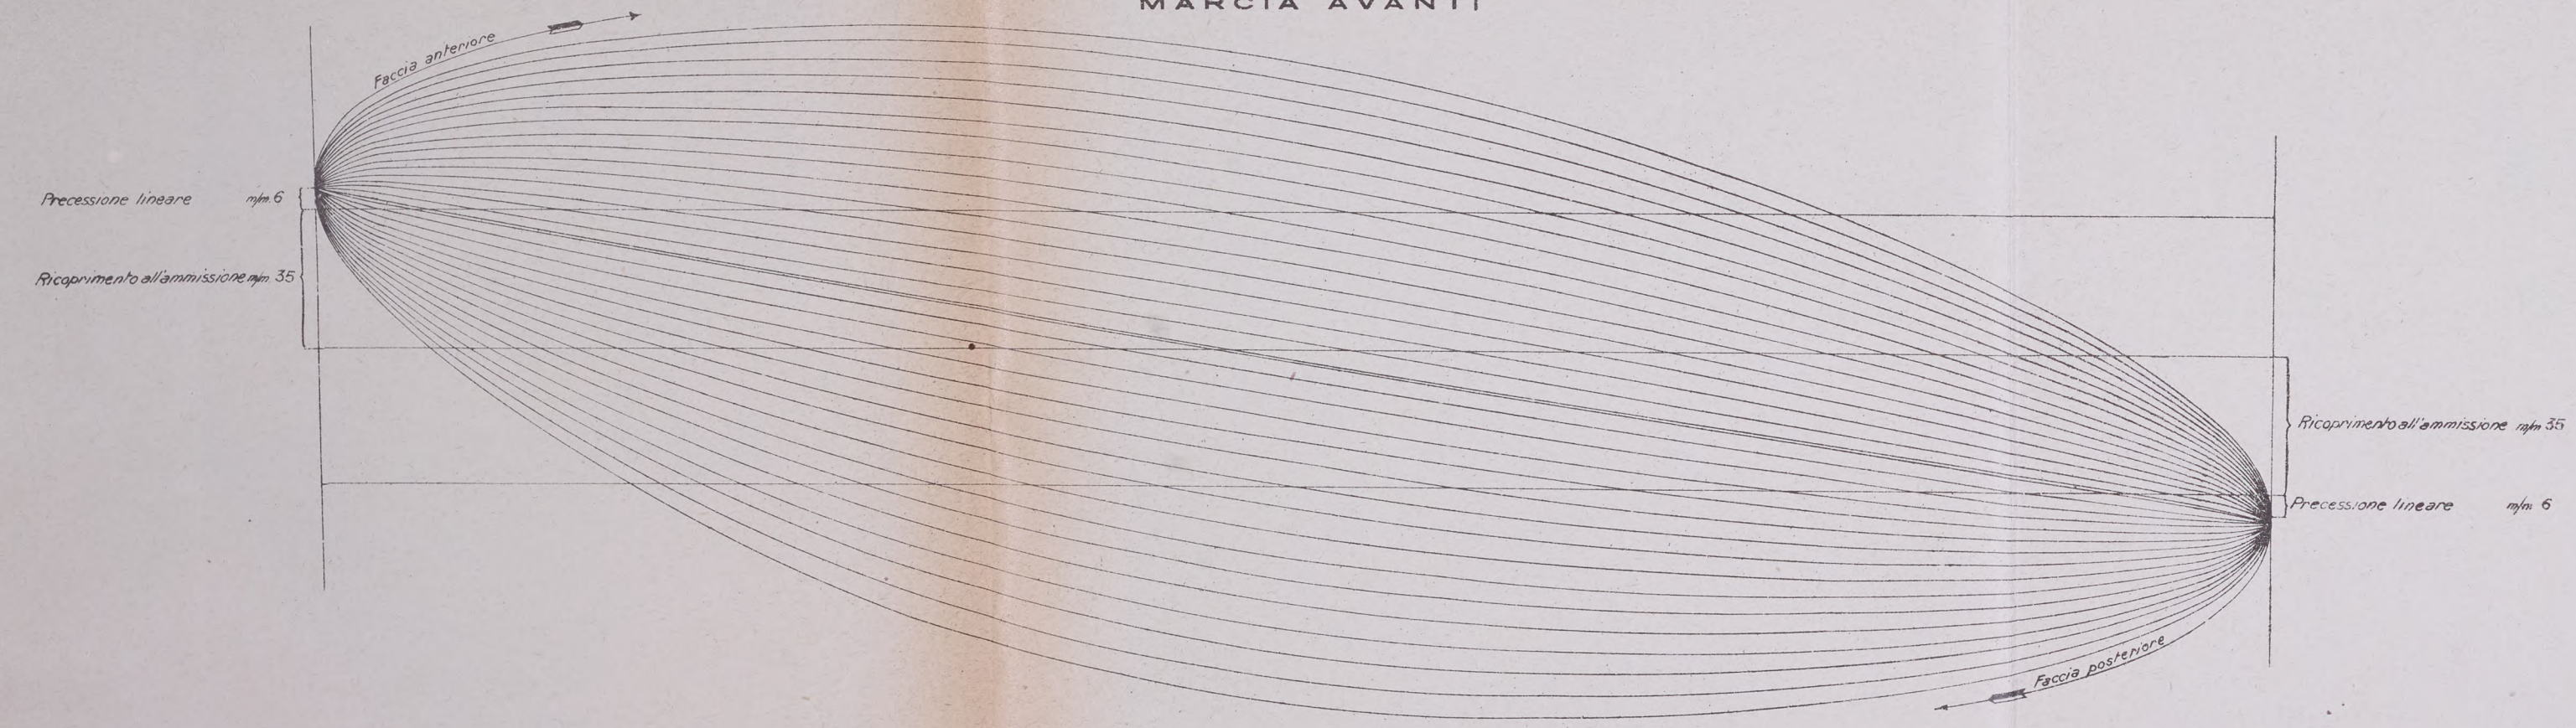 MARCIA AVANTI
Faccia anteriore
Precessione lineare m/m. 6
Ricoprimento all'ammissione m/m. 35
Ricoprimento all'ammissione m/m 35
Precessione lineare m/m. 6
Faccia posteriore